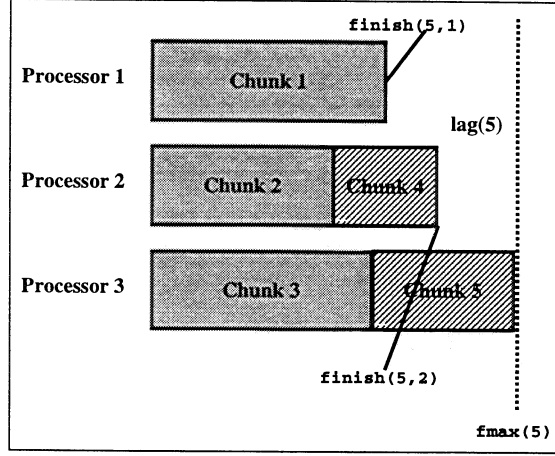 finish(5,1)
Processor 1
Chunk 1
lag(5)
Processor 2
Chunk 2
Chunk 4
Processor 3
Chunk 3
Chunk 5
finish(5,2)
fmax(5)